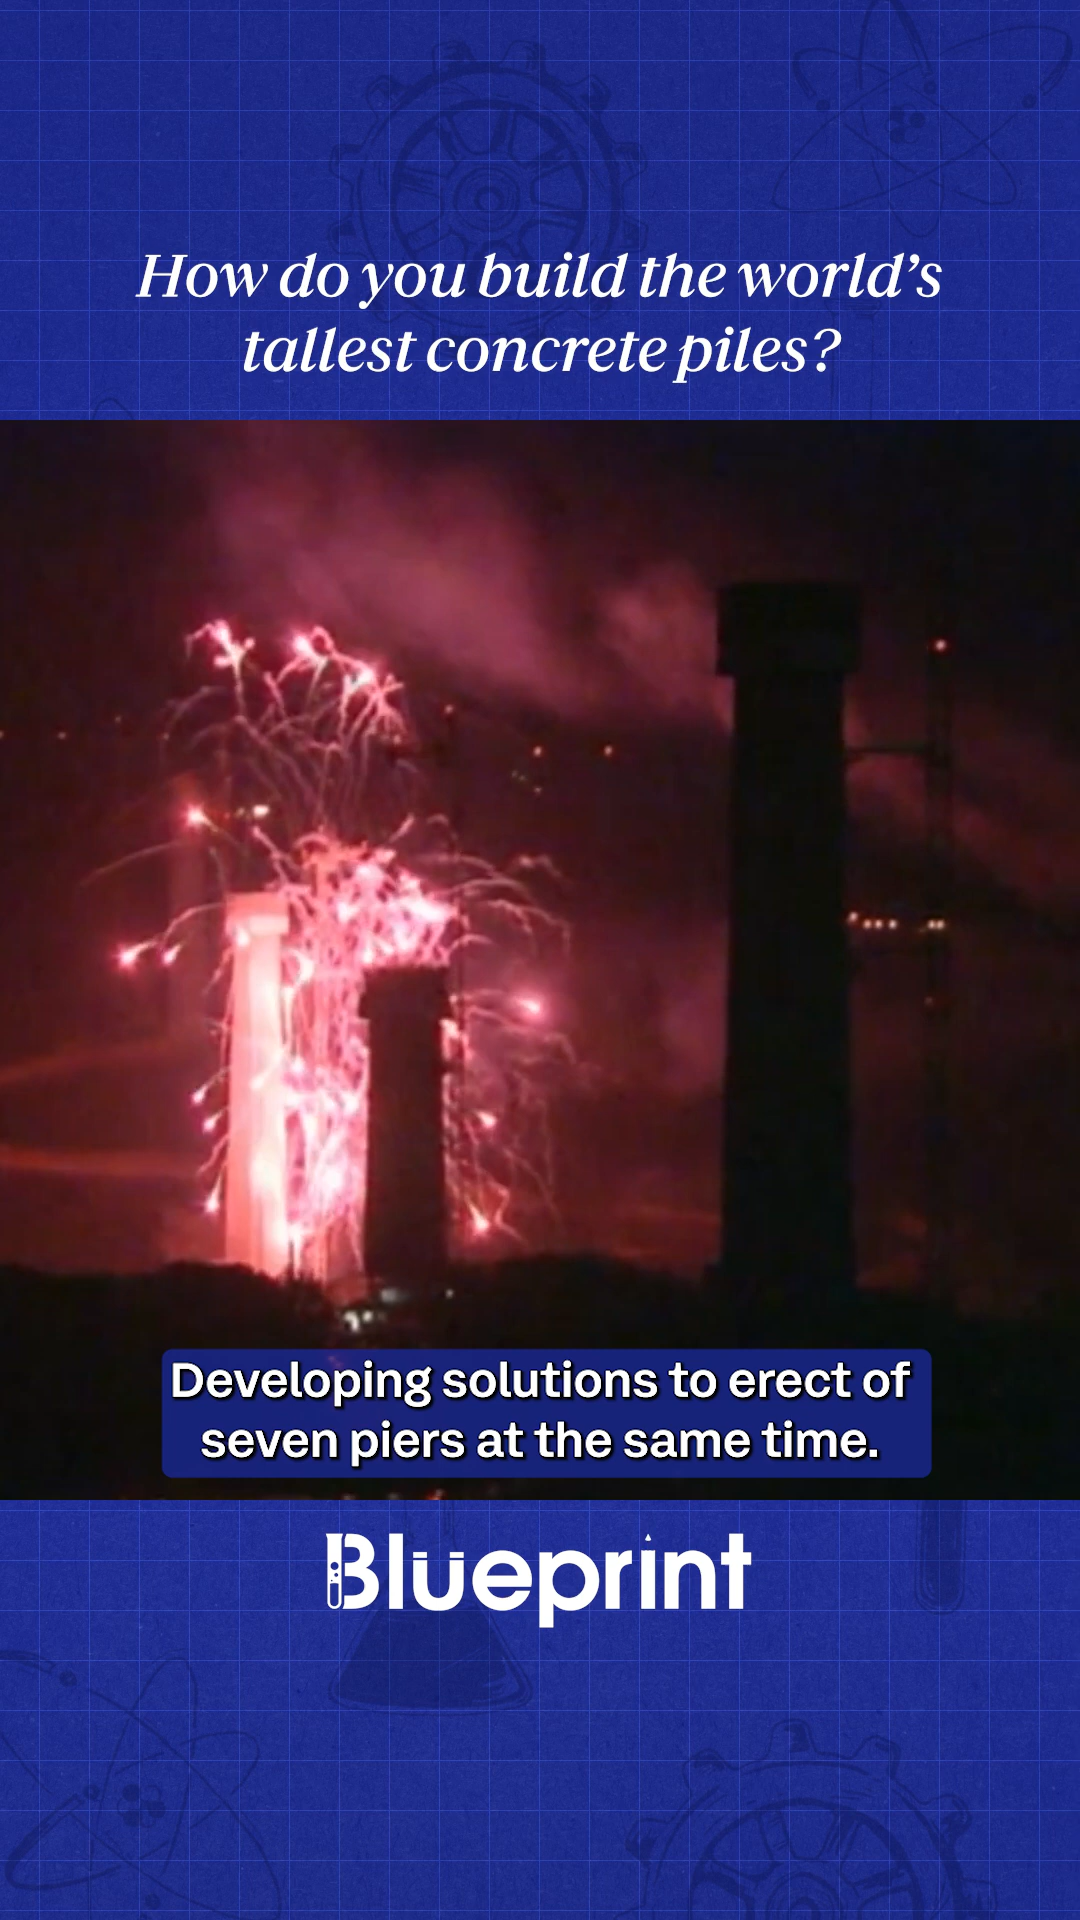 How do you build the world’s
tallest concrete piles?
Developing solutions to erect of
seven piers at the same time.
Blueprint